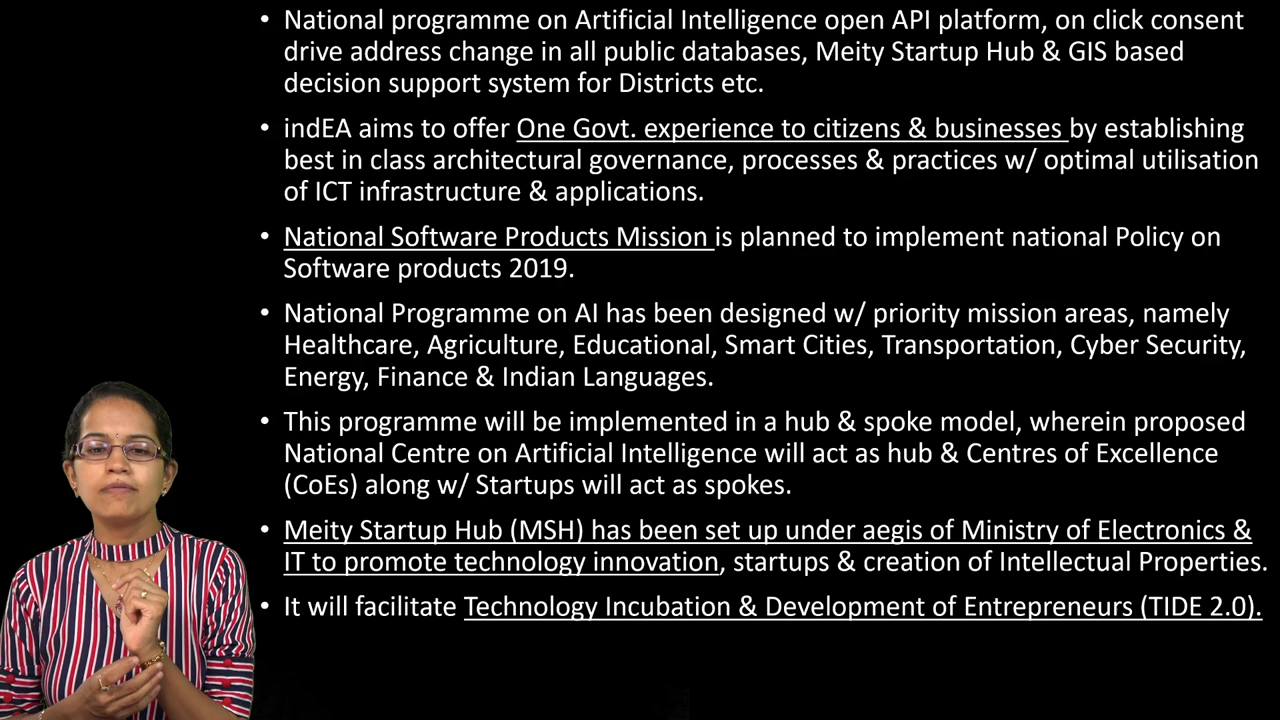 • National programme on Artificial Intelligence open API platform, on click consent
drive address change in all public databases, Meity Startup Hub & GIS based
decision support system for Districts etc.
• indEA aims to offer One Govt. experience to citizens & businesses by establishing
best in class architectural governance, processes & practices w/ optimal utilisation
of ICT infrastructure & applications.
• National Software Products Mission is planned to implement national Policy on
Software products 2019.
• National Programme on AI has been designed w/ priority mission areas, namely
Healthcare, Agriculture, Educational, Smart Cities, Transportation, Cyber Security,
Energy, Finance & Indian Languages.
• This programme will be implemented in a hub & spoke model, wherein proposed
National Centre on Artificial Intelligence will act as hub & Centres of Excellence
(CoEs) along w/ Startups will act as spokes.
• Meity Startup Hub (MSH) has been set up under aegis of Ministry of Electronics &
IT to promote technology innovation, startups & creation of Intellectual Properties.
• It will facilitate Technology Incubation & Development of Entrepreneurs (TIDE 2.0).